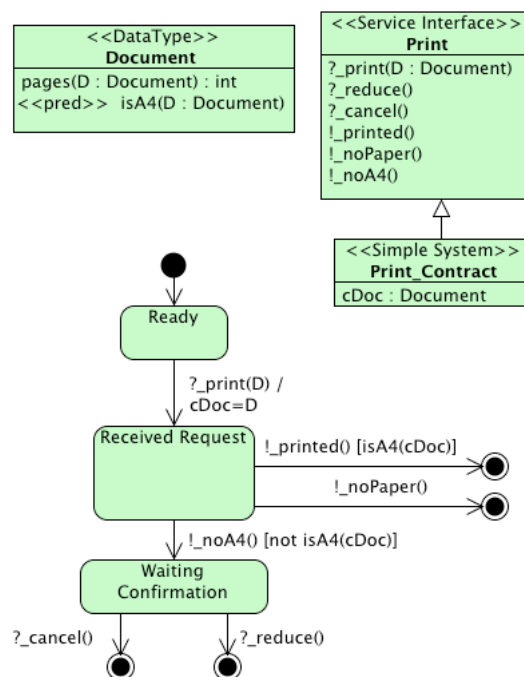 <<DataType>>
Document
pages(D : Document) : int
<<pred>> isA4(D : Document)
<<Service Interface>>
Print
?_print(D : Document)
?_reduce()
?_cancel()
!_printed()
!_noPaper()
!_noA4()
<<Simple System>>
Print_Contract
cDoc : Document
Ready
?_print(D) /
cDoc=D
Received Request
!_printed() [isA4(cDoc)]
!_noPaper()
!_noA4() [not isA4(cDoc)]
Waiting
Confirmation
?_cancel()
?_reduce()